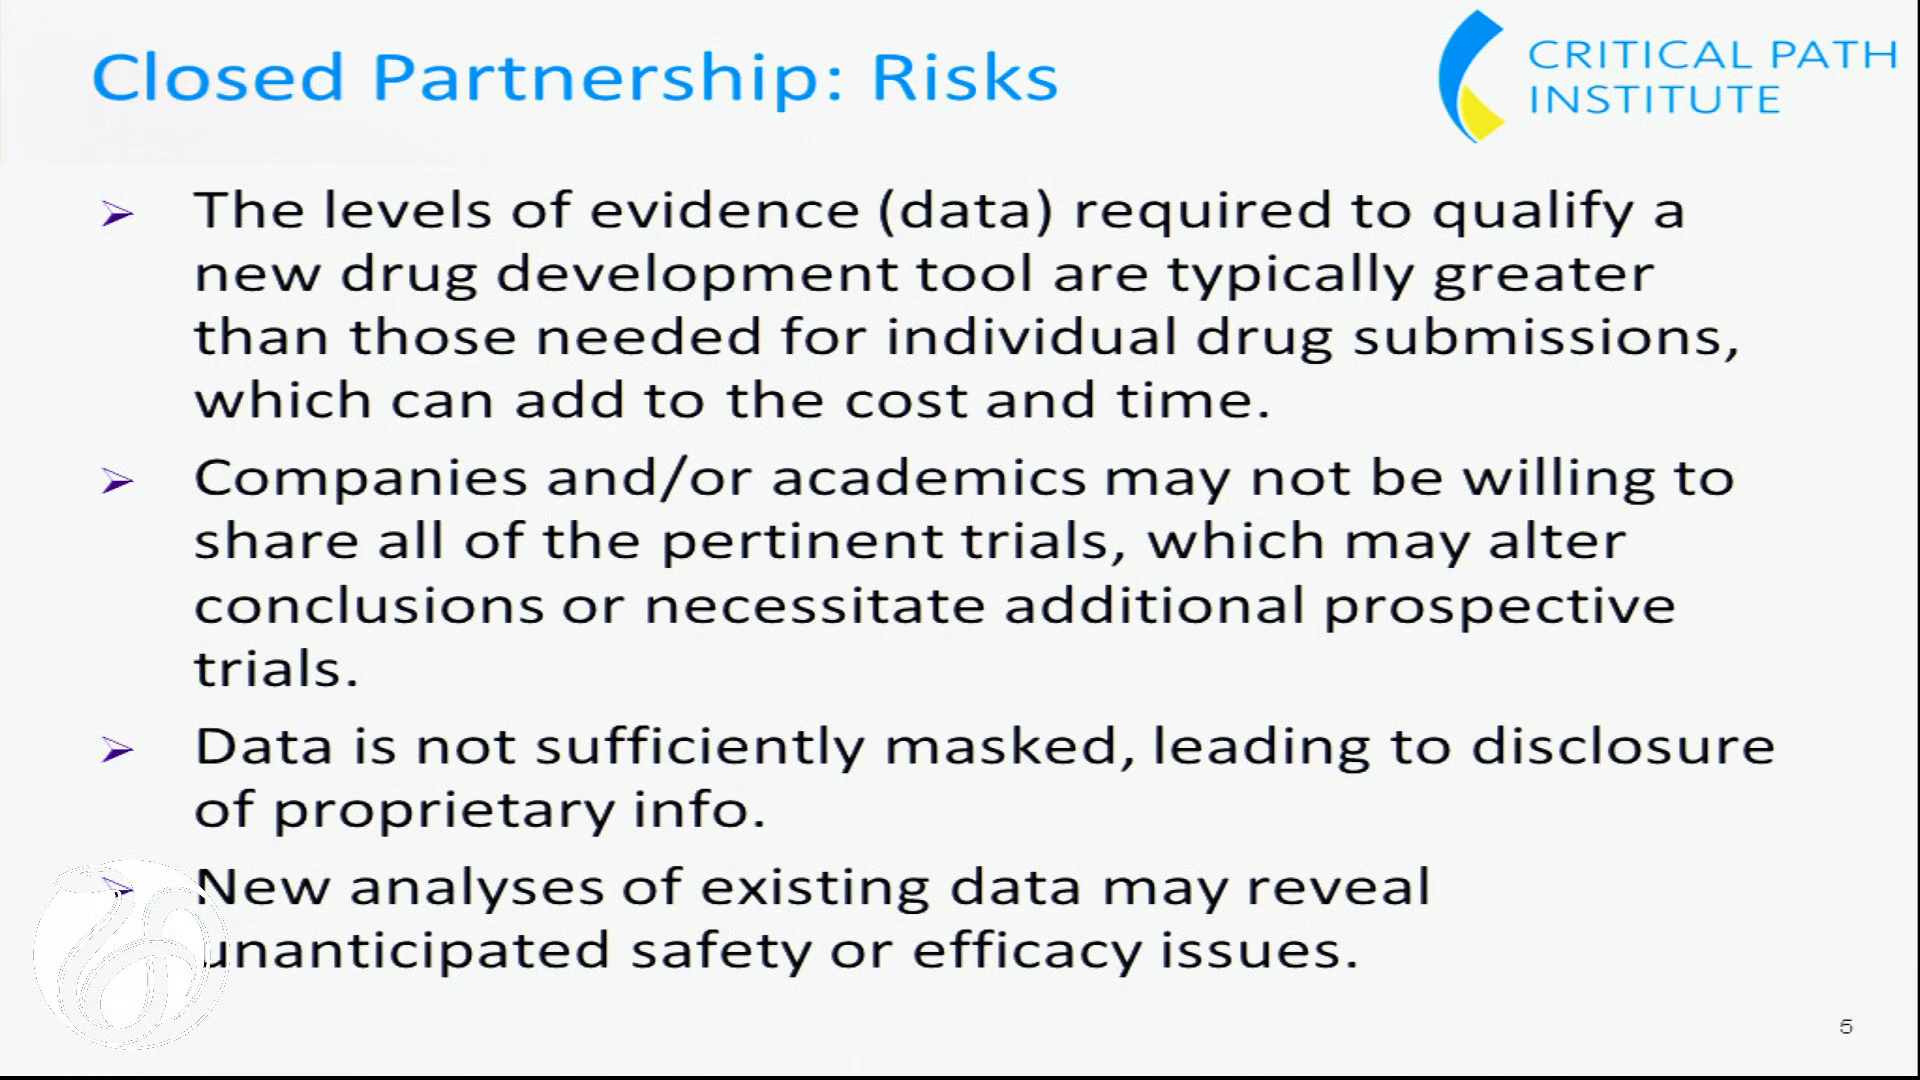 Closed Partnership: Risks
CRITICAL PATH
INSTITUTE
The levels of evidence (data) required to qualify a
new drug development tool are typically greater
than those needed for individual drug submissions,
which can add to the cost and time.
Companies and/or academics may not be willing to
share all of the pertinent trials, which may alter
conclusions or necessitate additional prospective
trials.
Data is not sufficiently masked, leading to disclosure
of proprietary info.
New analyses of existing data may reveal
unanticipated safety or efficacy issues.
5